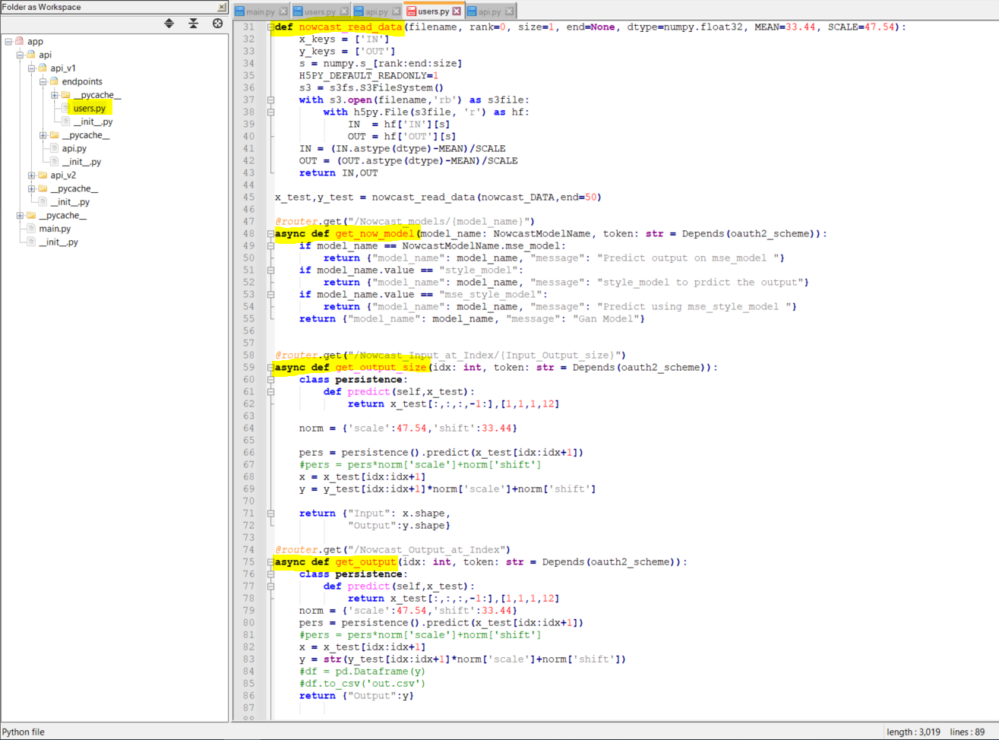 Folder as Workspace
app
api
api_v1
endpoints
__pycache__
users.py
__init__.py
__pycache__
api.py
__init__.py
api_v2
__pycache__
__init__.py
__pycache__
main.py
__init__.py
main.py users.py api.py users.py api.py
31 def nowcast_read_data(filename, rank=0, size=1, end=None, dtype=numpy.float32, MEAN=33.44, SCALE=47.54):
32 x_keys = ['IN']
33 y_keys = ['OUT']
34 s = numpy.s_[rank:end:size]
35 H5PY_DEFAULT_READONLY=1
36 s3 = s3fs.S3FileSystem()
37 with s3.open(filename,'rb') as s3file:
38 with h5py.File(s3file, 'r') as hf:
39 IN = hf['IN'][s]
40 OUT = hf['OUT'][s]
41 IN = (IN.astype(dtype)-MEAN)/SCALE
42 OUT = (OUT.astype(dtype)-MEAN)/SCALE
43 return IN,OUT
44
45 x_test,y_test = nowcast_read_data(nowcast_DATA,end=50)
46
47 @router.get("/Nowcast_models/{model_name}")
48 async def get_now_model(model_name: NowcastModelName, token: str = Depends(oauth2_scheme)):
49 if model_name == NowcastModelName.mse_model:
50 return {"model_name": model_name, "message": "Predict output on mse_model "}
51 if model_name.value == "style_model":
52 return {"model_name": model_name, "message": "style_model to prdict the output"}
53 if model_name.value == "mse_style_model":
54 return {"model_name": model_name, "message": "Predict using mse_style_model "}
55 return {"model_name": model_name, "message": "Gan Model"}
56
57
58 @router.get("/Nowcast_Input_at_Index/{Input_Output_size}")
59 async def get_output_size(idx: int, token: str = Depends(oauth2_scheme)):
60 class persistence:
61 def predict(self,x_test):
62 return x_test[:,:,:,-1:],[1,1,1,12]
63
64 norm = {'scale':47.54,'shift':33.44}
65
66 pers = persistence().predict(x_test[idx:idx+1])
67 #pers = pers*norm['scale']+norm['shift']
68 x = x_test[idx:idx+1]
69 y = y_test[idx:idx+1]*norm['scale']+norm['shift']
70
71 return {"Input": x.shape,
72 "Output":y.shape}
73
74 @router.get("/Nowcast_Output_at_Index")
75 async def get_output(idx: int, token: str = Depends(oauth2_scheme)):
76 class persistence:
77 def predict(self,x_test):
78 return x_test[:,:,:,-1:],[1,1,1,12]
79 norm = {'scale':47.54,'shift':33.44}
80 pers = persistence().predict(x_test[idx:idx+1])
81 #pers = pers*norm['scale']+norm['shift']
82 x = x_test[idx:idx+1]
83 y = str(y_test[idx:idx+1]*norm['scale']+norm['shift'])
84 #df = pd.Dataframe(y)
85 #df.to_csv('out.csv')
86 return {"Output":y}
87
88
Python file
length : 3,019 lines : 89